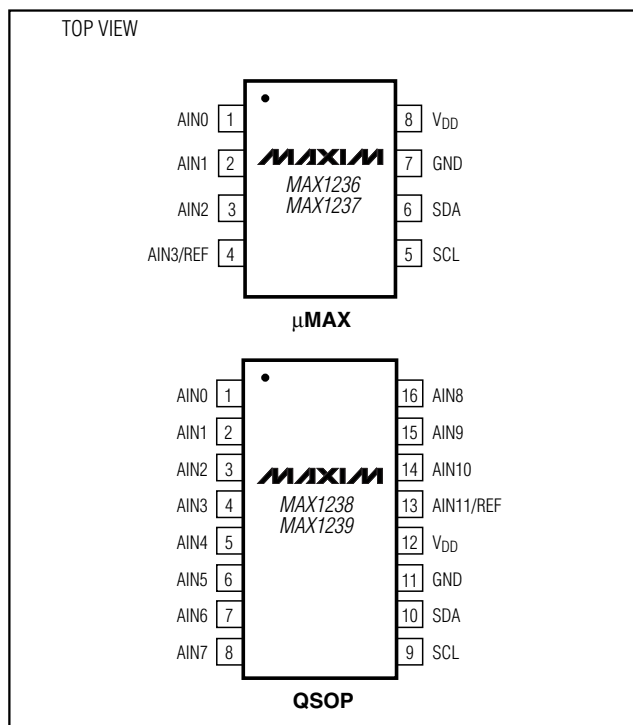 TOP VIEW
AIN0 1 8 VDD
AIN1 2 MAXIM 7 GND
MAX1236
MAX1237
AIN2 3 6 SDA
AIN3/REF 4 5 SCL
μMAX
AIN0 1 16 AIN8
AIN1 2 15 AIN9
AIN2 3 MAXIM 14 AIN10
AIN3 4 MAX1238 13 AIN11/REF
MAX1239
AIN4 5 12 VDD
AIN5 6 11 GND
AIN6 7 10 SDA
AIN7 8 9 SCL
QSOP